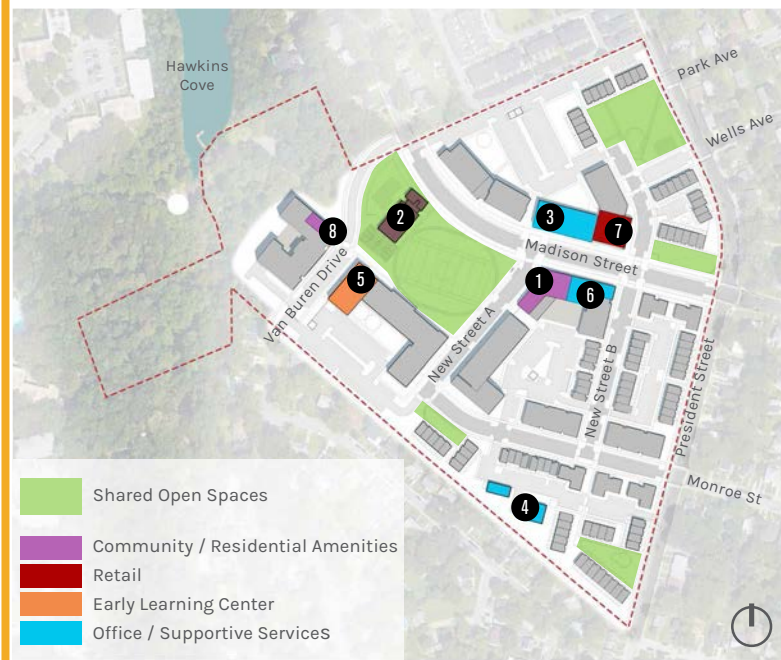 Hawkins
Cove
Park Ave
Wells Ave
2
3
7
8
Madison Street
5
1
6
Van Buren Drive
New Street A
New Street B
President Street
Monroe St
4
Shared Open Spaces
Community / Residential Amenities
Retail
Early Learning Center
Office / Supportive Services